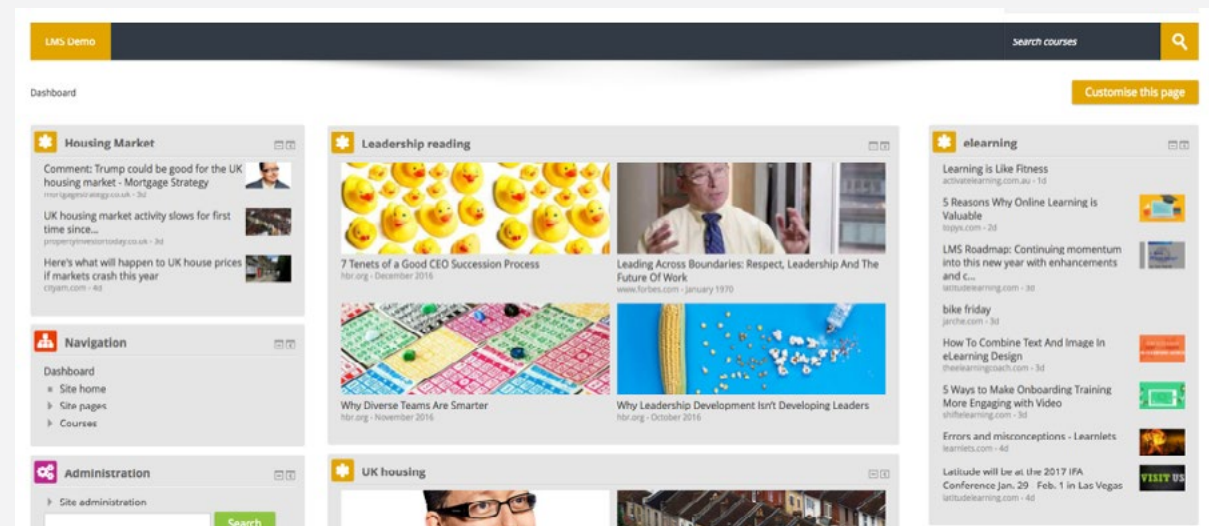 LMS Demo
Search courses
Dashboard
Customise this page
Housing Market
Comment: Trump could be good for the UK
housing market - Mortgage Strategy
mortgagestrategy.co.uk - 3d
UK housing market activity slows for first
time since...
propertyinvestortoday.co.uk - 3d
Here's what will happen to UK house prices
if markets crash this year
cityam.com - 4d
Navigation
Dashboard
Site home
Site pages
Courses
Administration
Site administration
Search
Leadership reading
7 Tenets of a Good CEO Succession Process
hbr.org - December 2016
Leading Across Boundaries: Respect, Leadership And The
Future Of Work
www.forbes.com - January 1970
Why Diverse Teams Are Smarter
hbr.org - November 2016
Why Leadership Development Isn't Developing Leaders
hbr.org - October 2016
UK housing
elearning
Learning is Like Fitness
activatelearning.com.au - 1d
5 Reasons Why Online Learning is
Valuable
topyx.com - 2d
LMS Roadmap: Continuing momentum
into this new year with enhancements
and c...
latitudelearning.com - 3d
bike friday
jarche.com - 3d
How To Combine Text And Image In
eLearning Design
theelearningcoach.com - 3d
5 Ways to Make Onboarding Training
More Engaging with Video
shiftelearning.com - 3d
Errors and misconceptions - Learnlets
learnlets.com - 4d
Latitude will be at the 2017 IFA
Conference Jan. 29 Feb. 1 in Las Vegas
latitudelearning.com - 4d
VISIT US